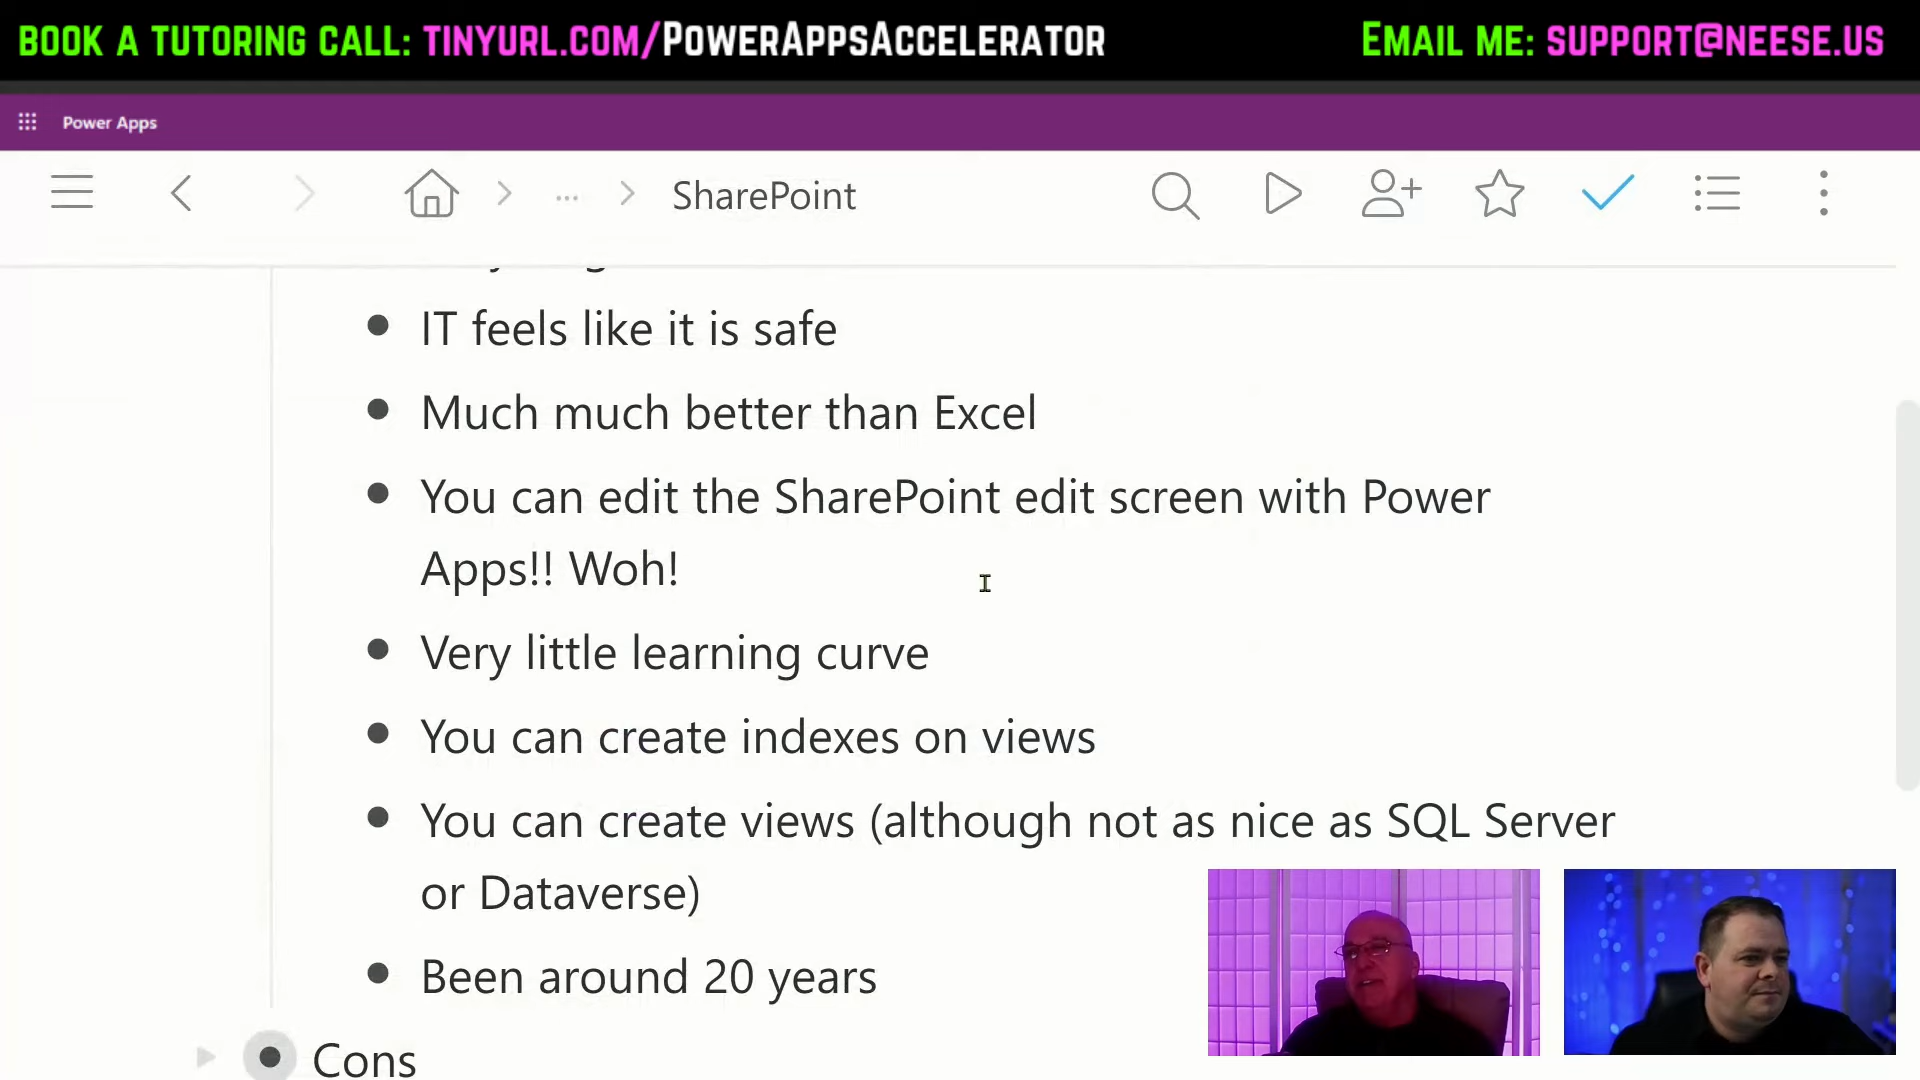 BOOK A TUTORING CALL: TINYURL.COM/POWERAPPSACCELERATOR
EMAIL ME: SUPPORT@NEESE.US
Power Apps
... SharePoint
IT feels like it is safe
Much much better than Excel
You can edit the SharePoint edit screen with Power
Apps!! Woh!
Very little learning curve
You can create indexes on views
You can create views (although not as nice as SQL Server
or Dataverse)
Been around 20 years
Cons